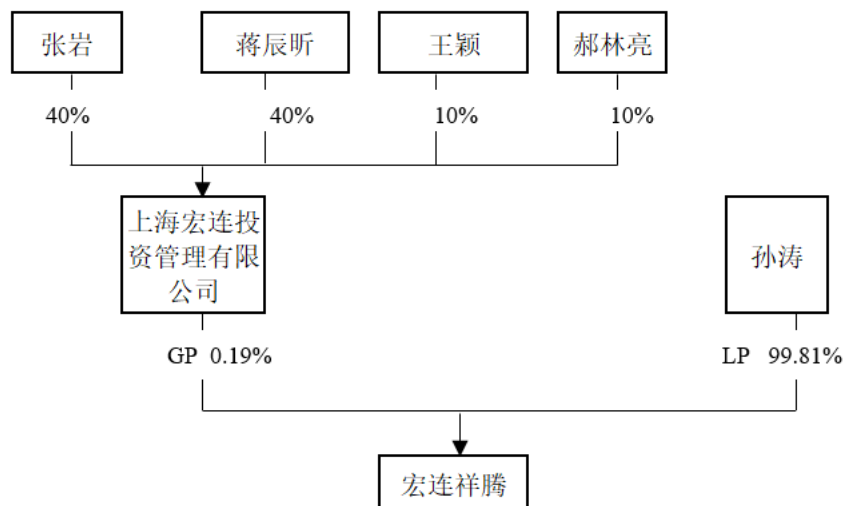 张岩 蒋辰昕 王颖 郝林亮
40% 40% 10% 10%
上海宏连投
资管理有限
公司
孙涛
GP 0.19% LP 99.81%
宏连祥腾